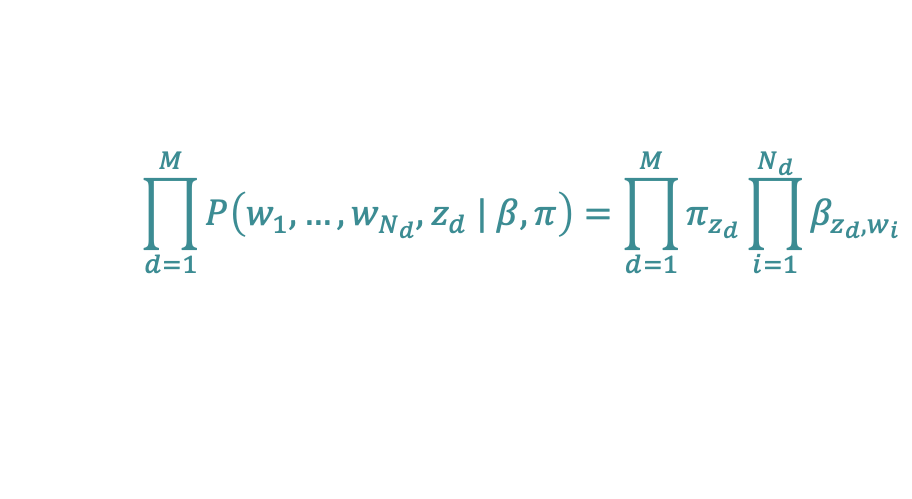 ∏_{d=1}^{M} P(w_1, …, w_{N_d}, z_d | β, π) = ∏_{d=1}^{M} π_{z_d} ∏_{i=1}^{N_d} β_{z_d,w_i}